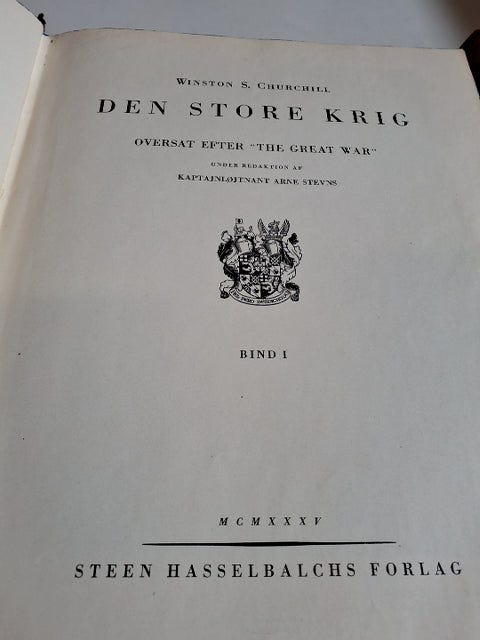 WINSTON S. CHURCHILL
DEN STORE KRIG
OVERSAT EFTER "THE GREAT WAR"
UNDER REDAKTION AF
KAPTAJNLØJTNANT ARNE STEVNS
BIND I
MCMXXXV
STEEN HASSELBALCHS FORLAG